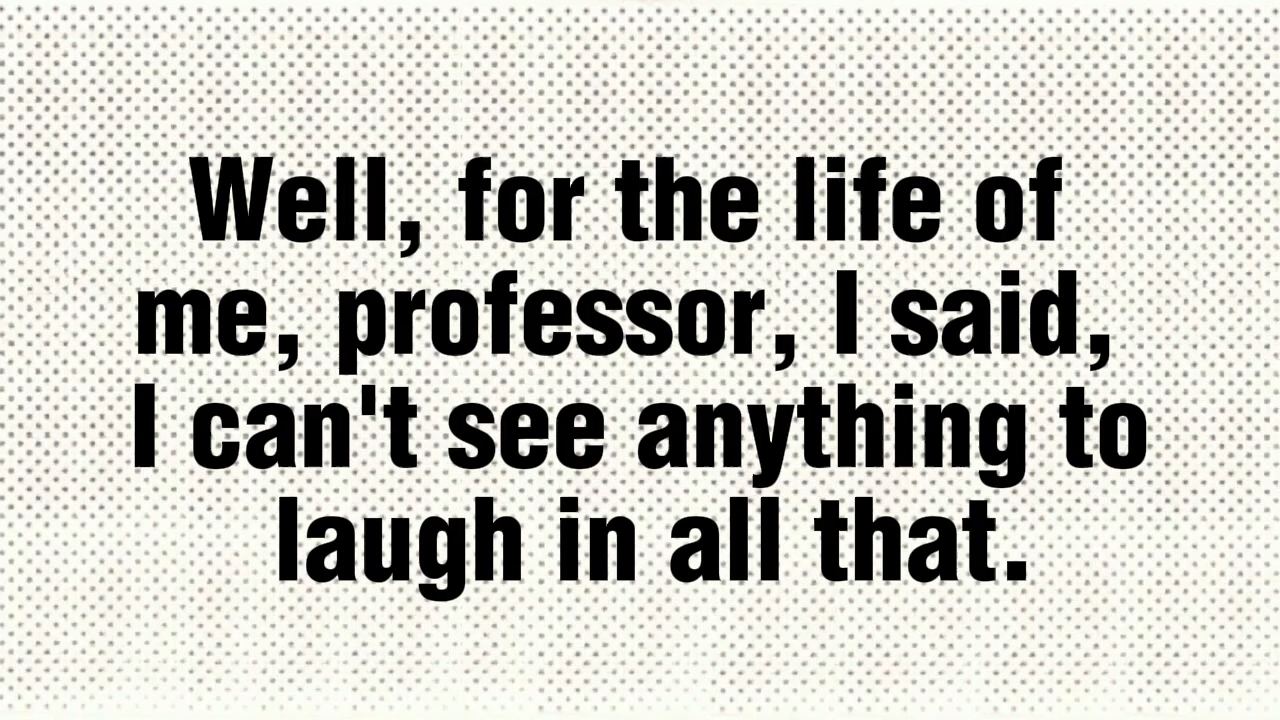 Well, for the life of
me, professor, I said,
I can't see anything to
laugh in all that.